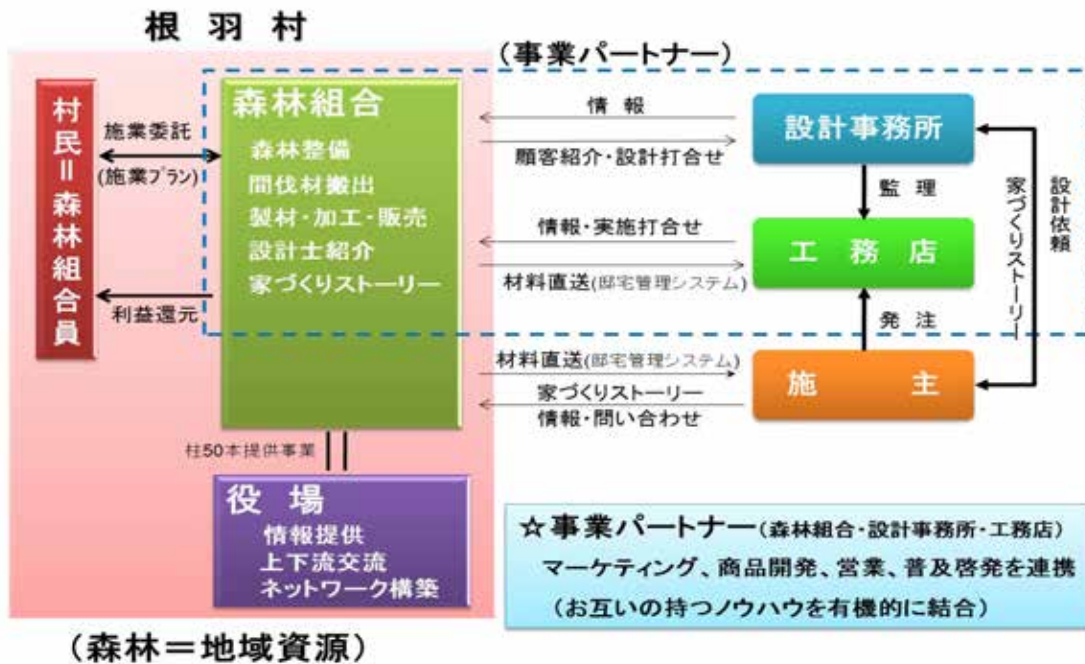 根羽村
(事業パートナー)
村民＝森林組合員
施業委託
(施業プラン)
利益還元
森林組合
森林整備
間伐材搬出
製材・加工・販売
設計士紹介
家づくりストーリー
情報
顧客紹介・設計打合せ
情報・実施打合せ
材料直送(邸宅管理システム)
材料直送(邸宅管理システム)
家づくりストーリー
情報・問い合わせ
設計事務所
監理
工務店
発注
施主
家づくりストーリー
設計依頼
柱50本提供事業
役場
情報提供
上下流交流
ネットワーク構築
☆事業パートナー(森林組合・設計事務所・工務店)
マーケティング、商品開発、営業、普及啓発を連携
(お互いの持つノウハウを有機的に結合)
(森林＝地域資源)